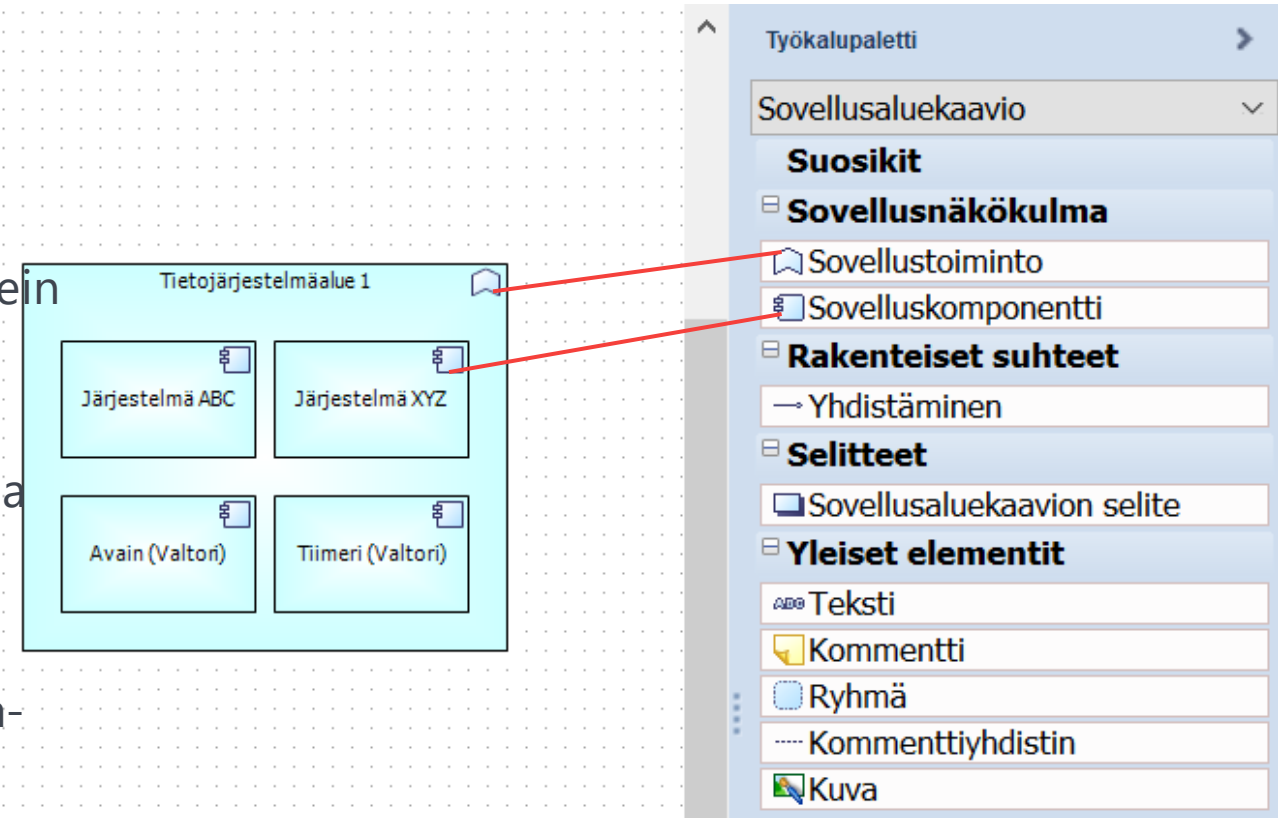 ein
a
n-
Tietojärjestelmäalue 1
Järjestelmä ABC
Järjestelmä XYZ
Avain (Valtori)
Tiimeri (Valtori)
Työkalupaletti
Sovellusaluekaavio
Suosikit
Sovellusnäkökulma
Sovellustoiminto
Sovelluskomponentti
Rakenteiset suhteet
Yhdistäminen
Selitteet
Sovellusaluekaavion selite
Yleiset elementit
Teksti
Kommentti
Ryhmä
Kommenttiyhdistin
Kuva